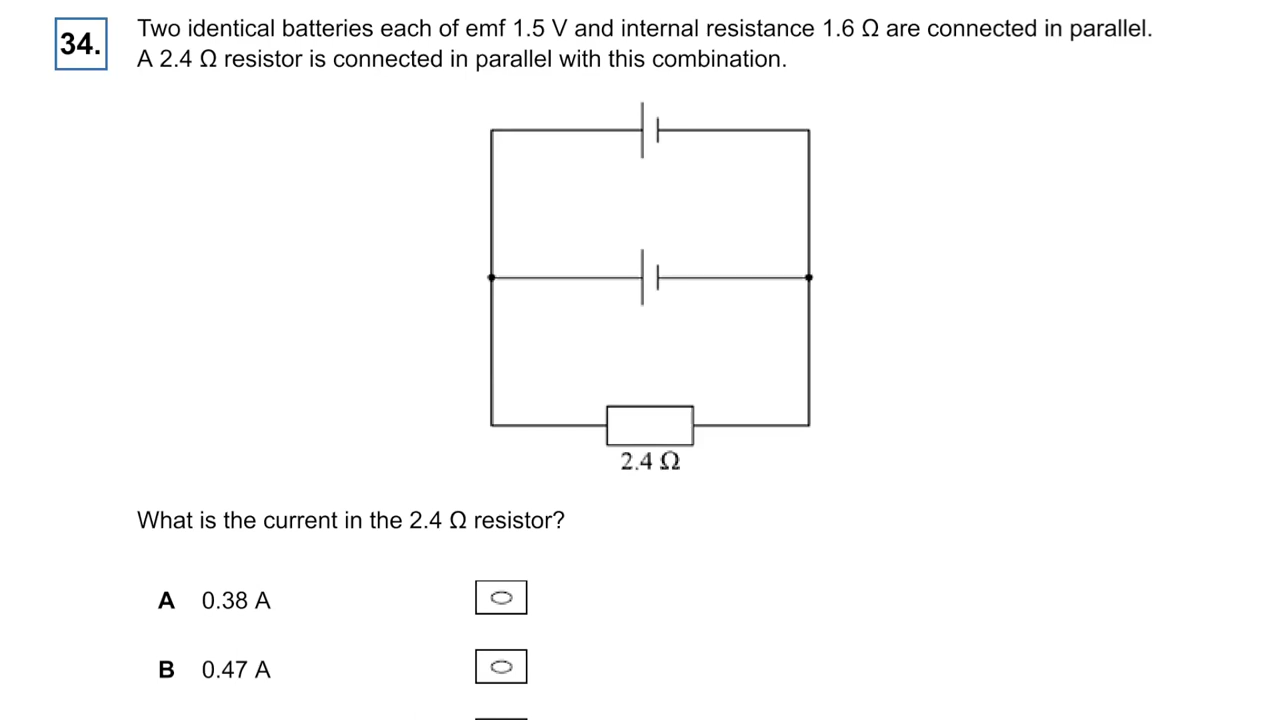 34.
Two identical batteries each of emf 1.5 V and internal resistance 1.6 Ω are connected in parallel.
A 2.4 Ω resistor is connected in parallel with this combination.
2.4 Ω
What is the current in the 2.4 Ω resistor?
A 0.38 A
B 0.47 A